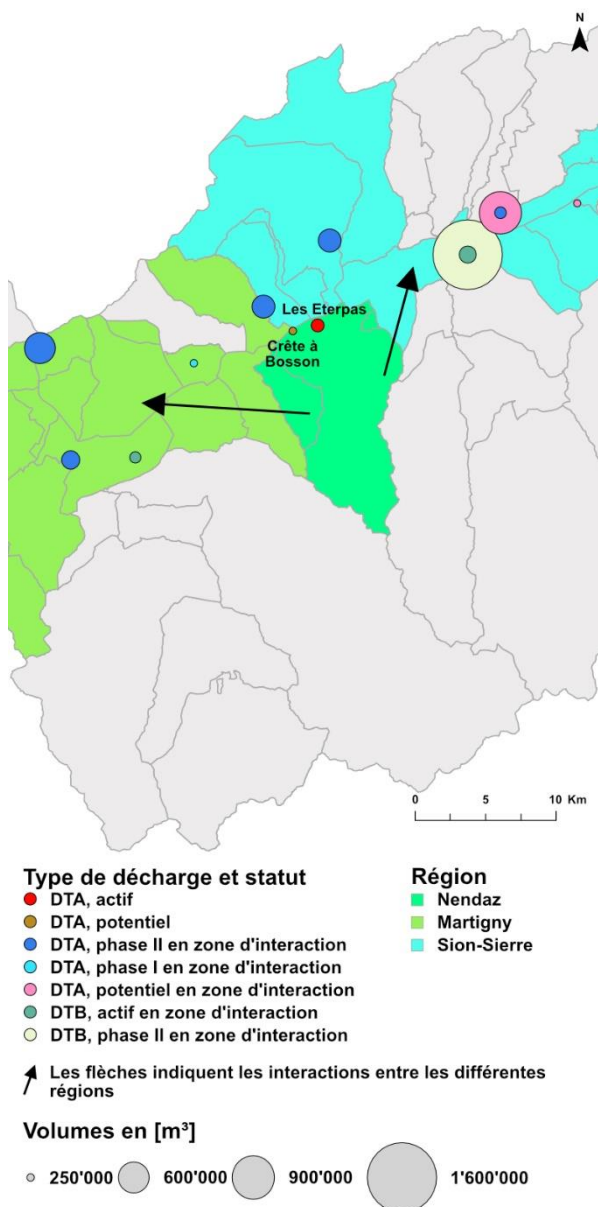 N
Les Eterpas
Crête à
Bosson
0 5 10 Km
Type de décharge et statut
DTA, actif
DTA, potentiel
DTA, phase II en zone d'interaction
DTA, phase I en zone d'interaction
DTA, potentiel en zone d'interaction
DTB, actif en zone d'interaction
DTB, phase II en zone d'interaction
Région
Nendaz
Martigny
Sion-Sierre
Les flèches indiquent les interactions entre les différentes
régions
Volumes en [m³]
250'000 600'000 900'000 1'600'000